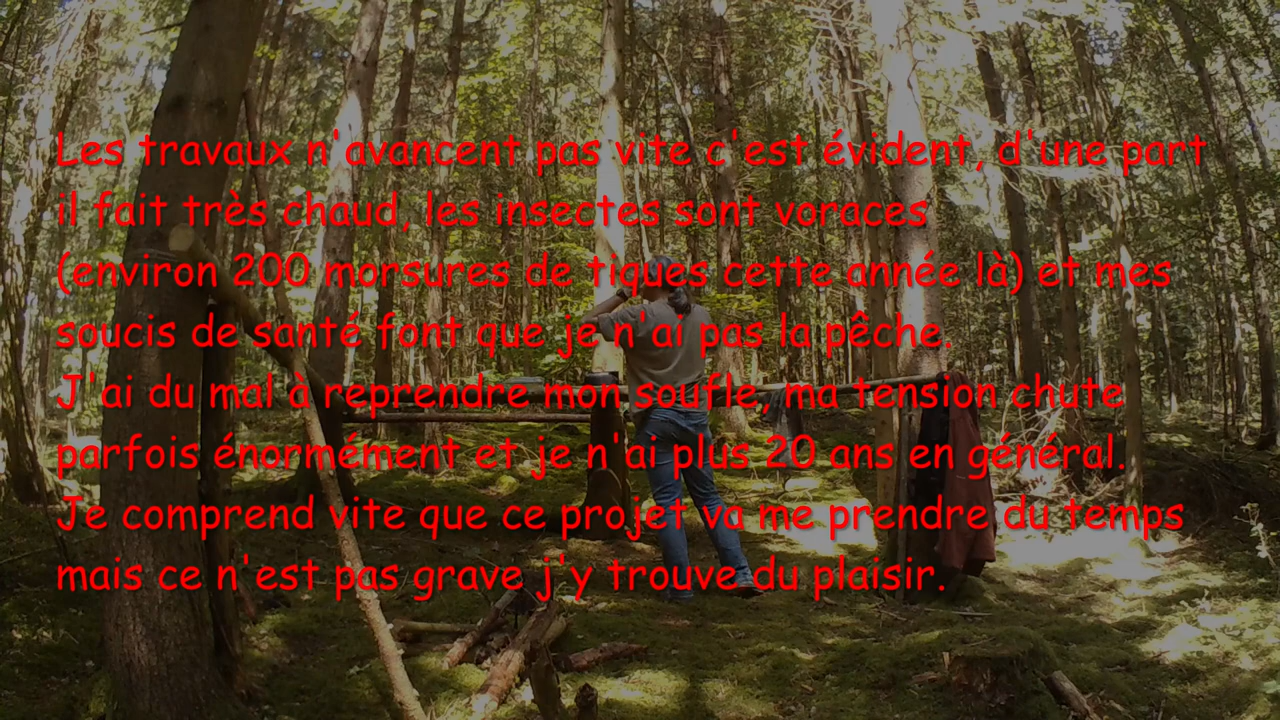 Les travaux n'avancent pas vite c'est évident, d'une part
il fait très chaud, les insectes sont voraces
(environ 200 morsures de tiques cette année là) et mes
soucis de santé font que je n'ai pas la pêche.
J'ai du mal à reprendre mon soufle, ma tension chute
parfois énormément et je n'ai plus 20 ans en général.
Je comprend vite que ce projet va me prendre du temps
mais ce n'est pas grave j'y trouve du plaisir.